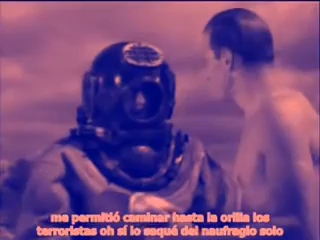 me permitió caminar hasta la orilla los
terroristas oh sí lo saqué del naufragio solo